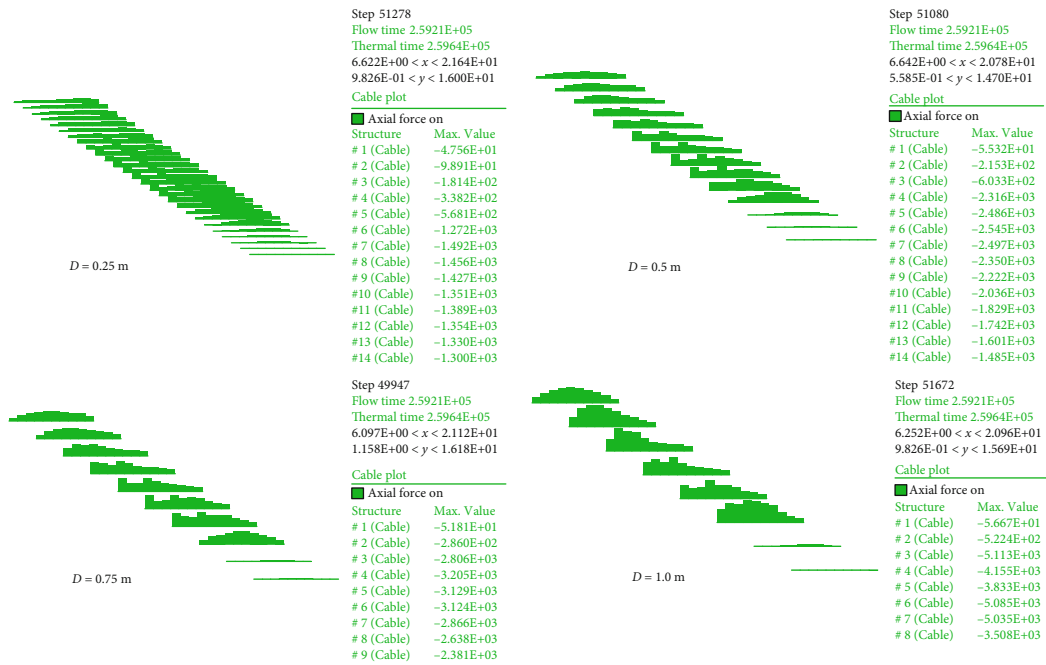 Step 51278
Flow time 2.5921E+05
Thermal time 2.5964E+05
6.622E+00 < x < 2.164E+01
9.826E-01 < y < 1.600E+01
Cable plot
Axial force on
Structure Max. Value
# 1 (Cable) –4.756E+01
# 2 (Cable) –9.891E+01
# 3 (Cable) –1.814E+02
# 4 (Cable) –3.382E+02
# 5 (Cable) –5.681E+02
# 6 (Cable) –1.272E+03
# 7 (Cable) –1.492E+03
# 8 (Cable) –1.456E+03
# 9 (Cable) –1.427E+03
#10 (Cable) –1.351E+03
#11 (Cable) –1.389E+03
#12 (Cable) –1.354E+03
#13 (Cable) –1.330E+03
#14 (Cable) –1.300E+03
D = 0.25 m
Step 51080
Flow time 2.5921E+05
Thermal time 2.5964E+05
6.642E+00 < x < 2.078E+01
5.585E-01 < y < 1.470E+01
Cable plot
Axial force on
Structure Max. Value
# 1 (Cable) –5.532E+01
# 2 (Cable) –2.153E+02
# 3 (Cable) –6.033E+02
# 4 (Cable) –2.316E+03
# 5 (Cable) –2.486E+03
# 6 (Cable) –2.545E+03
# 7 (Cable) –2.497E+03
# 8 (Cable) –2.350E+03
# 9 (Cable) –2.222E+03
#10 (Cable) –2.036E+03
#11 (Cable) –1.829E+03
#12 (Cable) –1.742E+03
#13 (Cable) –1.601E+03
#14 (Cable) –1.485E+03
D = 0.5 m
Step 49947
Flow time 2.5921E+05
Thermal time 2.5964E+05
6.097E+00 < x < 2.112E+01
1.158E+00 < y < 1.618E+01
Cable plot
Axial force on
Structure Max. Value
# 1 (Cable) –5.181E+01
# 2 (Cable) –2.860E+02
# 3 (Cable) –2.806E+03
# 4 (Cable) –3.205E+03
# 5 (Cable) –3.129E+03
# 6 (Cable) –3.124E+03
# 7 (Cable) –2.866E+03
# 8 (Cable) –2.638E+03
# 9 (Cable) –2.381E+03
D = 0.75 m
Step 51672
Flow time 2.5921E+05
Thermal time 2.5964E+05
6.252E+00 < x < 2.096E+01
9.826E-01 < y < 1.569E+01
Cable plot
Axial force on
Structure Max. Value
# 1 (Cable) –5.667E+01
# 2 (Cable) –5.224E+02
# 3 (Cable) –5.113E+03
# 4 (Cable) –4.155E+03
# 5 (Cable) –3.833E+03
# 6 (Cable) –5.085E+03
# 7 (Cable) –5.035E+03
# 8 (Cable) –3.508E+03
D = 1.0 m